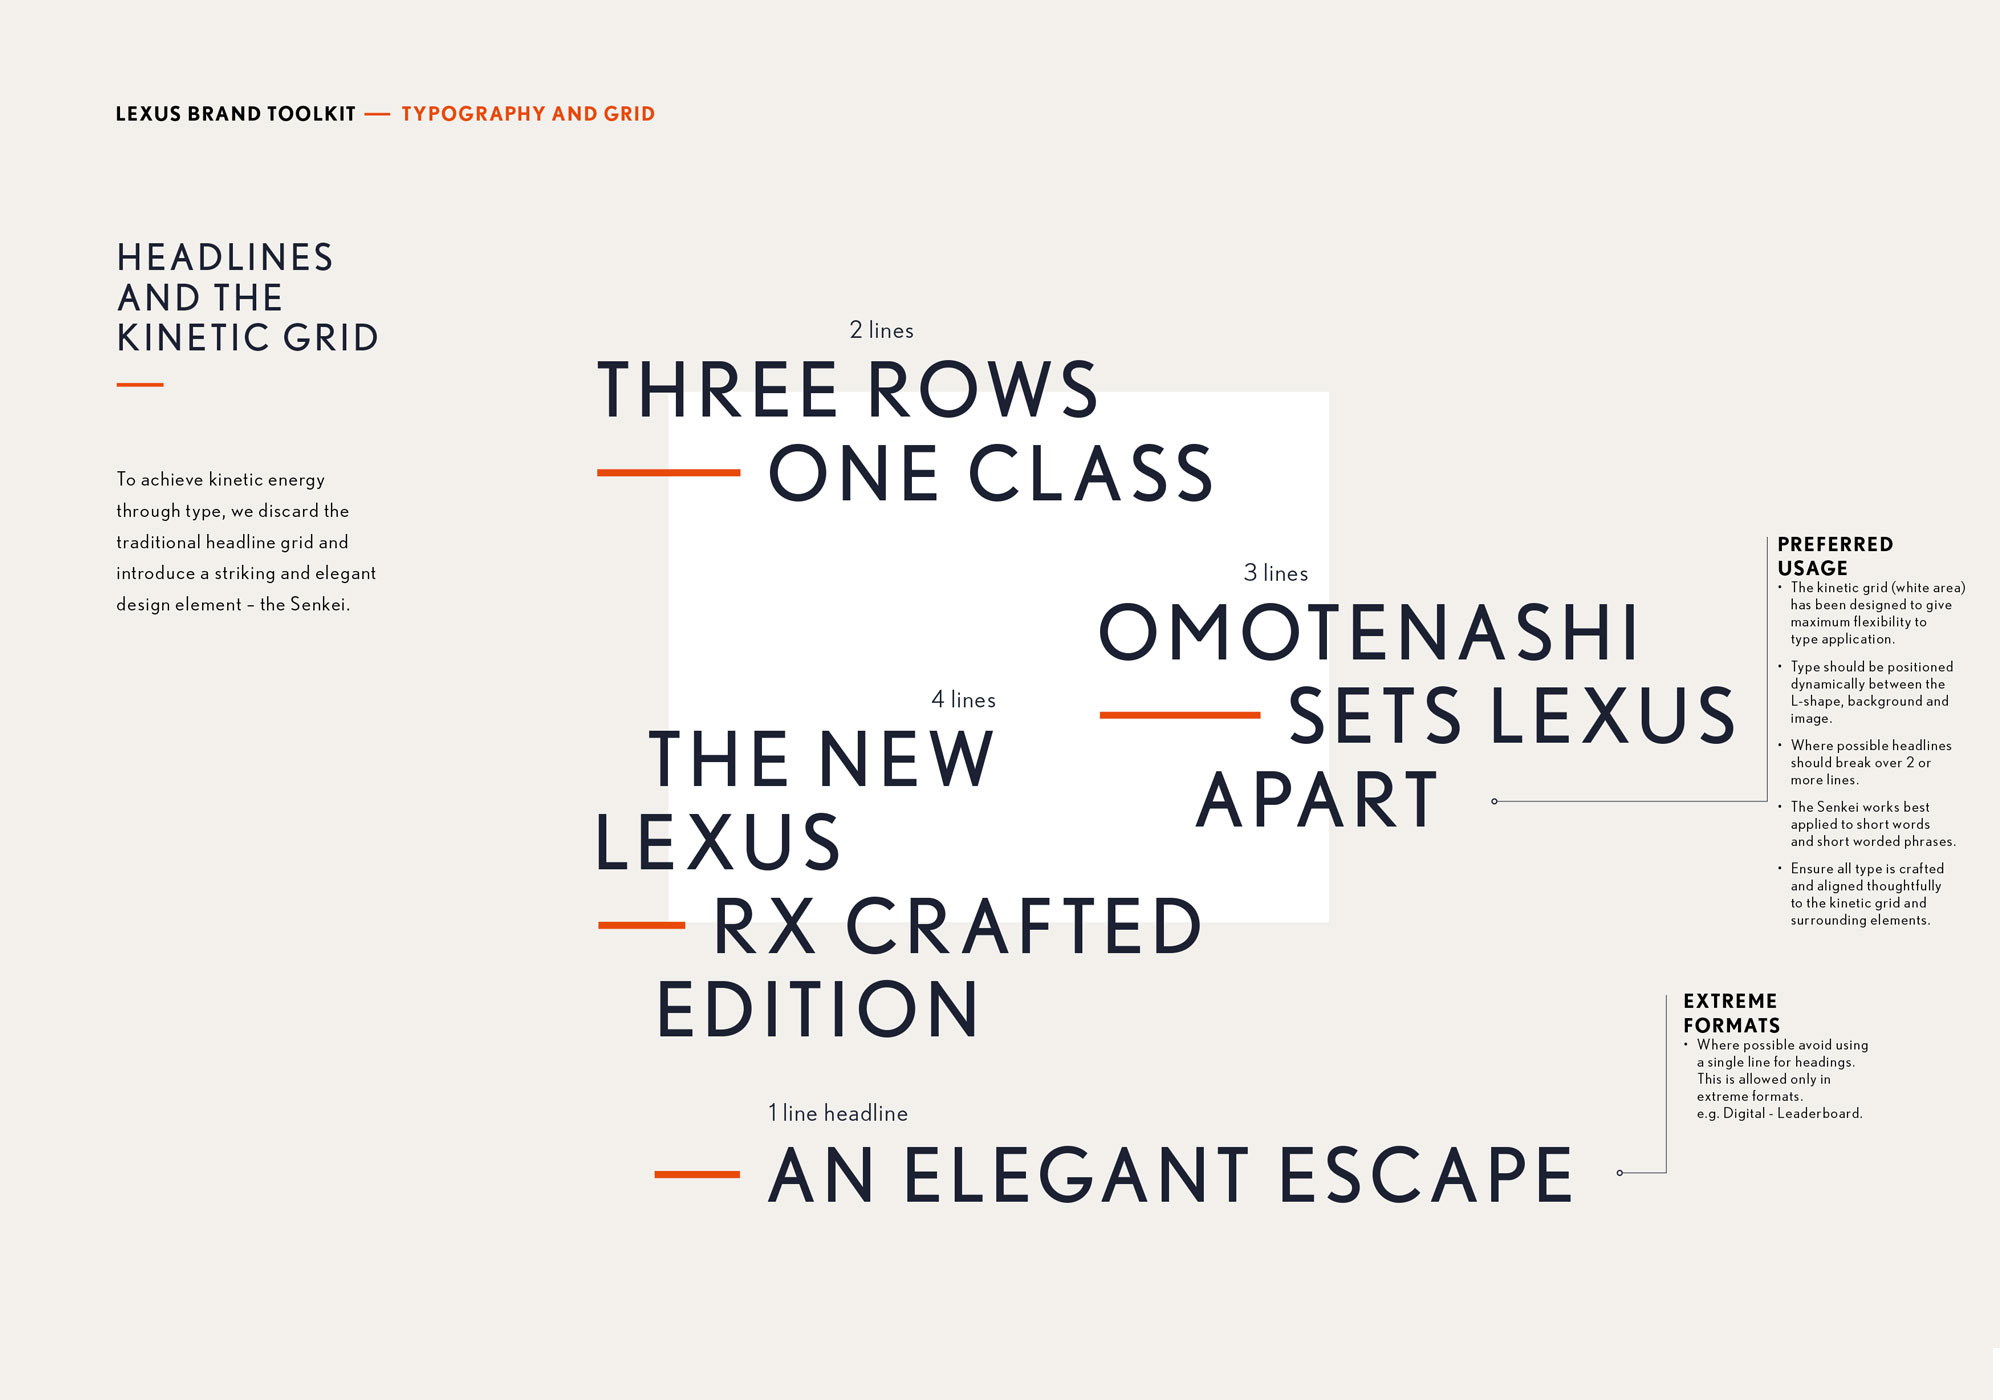 LEXUS BRAND TOOLKIT — TYPOGRAPHY AND GRID
HEADLINES
AND THE
KINETIC GRID
To achieve kinetic energy
through type, we discard the
traditional headline grid and
introduce a striking and elegant
design element – the Senkei.
2 lines
THREE ROWS
ONE CLASS
3 lines
OMOTENASHI
SETS LEXUS
APART
4 lines
THE NEW
LEXUS
RX CRAFTED
EDITION
1 line headline
AN ELEGANT ESCAPE
PREFERRED
USAGE
• The kinetic grid (white area)
has been designed to give
maximum flexibility to
type application.
• Type should be positioned
dynamically between the
L-shape, background and
image.
• Where possible headlines
should break over 2 or
more lines.
• The Senkei works best
applied to short words
and short worded phrases.
• Ensure all type is crafted
and aligned thoughtfully
to the kinetic grid and
surrounding elements.
EXTREME
FORMATS
• Where possible avoid using
a single line for headings.
This is allowed only in
extreme formats.
e.g. Digital - Leaderboard.